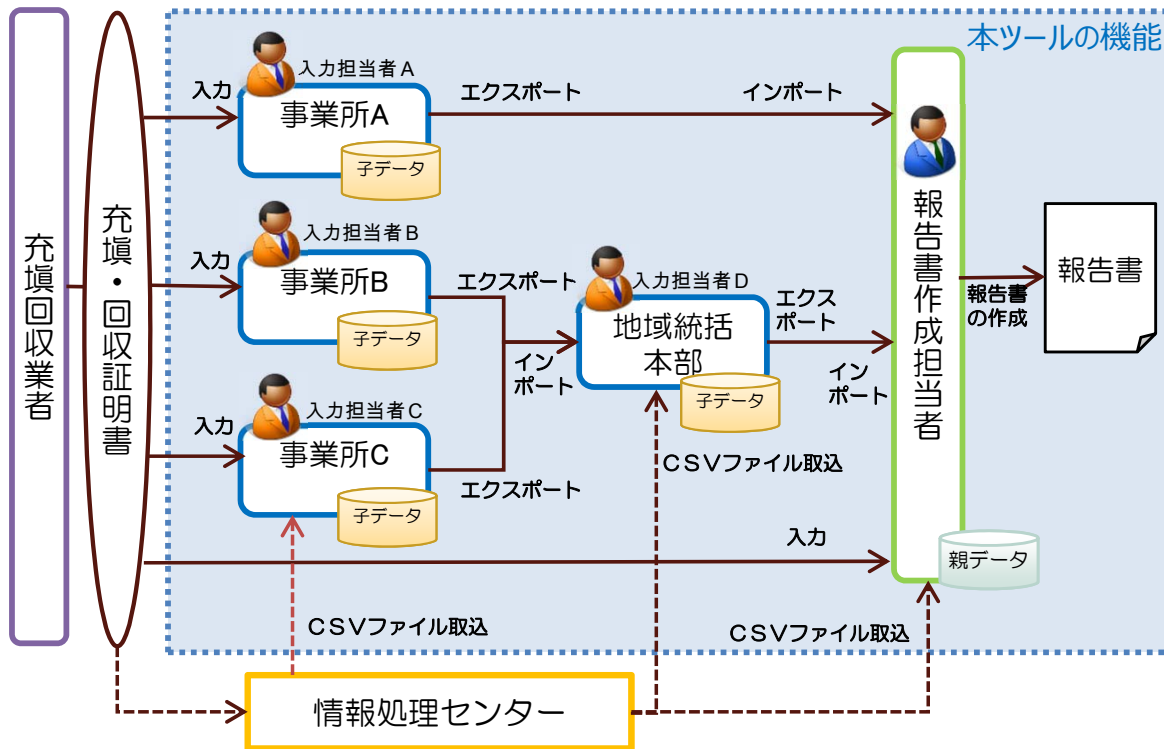 本ツールの機能
充塡回収業者
充塡・回収証明書
入力
入力担当者A
事業所A
子データ
エクスポート
インポート
入力
入力担当者B
事業所B
子データ
エクスポート
イン
ポート
入力
入力担当者C
事業所C
子データ
エクスポート
入力担当者D
地域統括
本部
子データ
エクス
ポート
イン
ポート
CSVファイル取込
入力
報告書作成担当者
親データ
報告書
の作成
報告書
CSVファイル取込
CSVファイル取込
情報処理センター